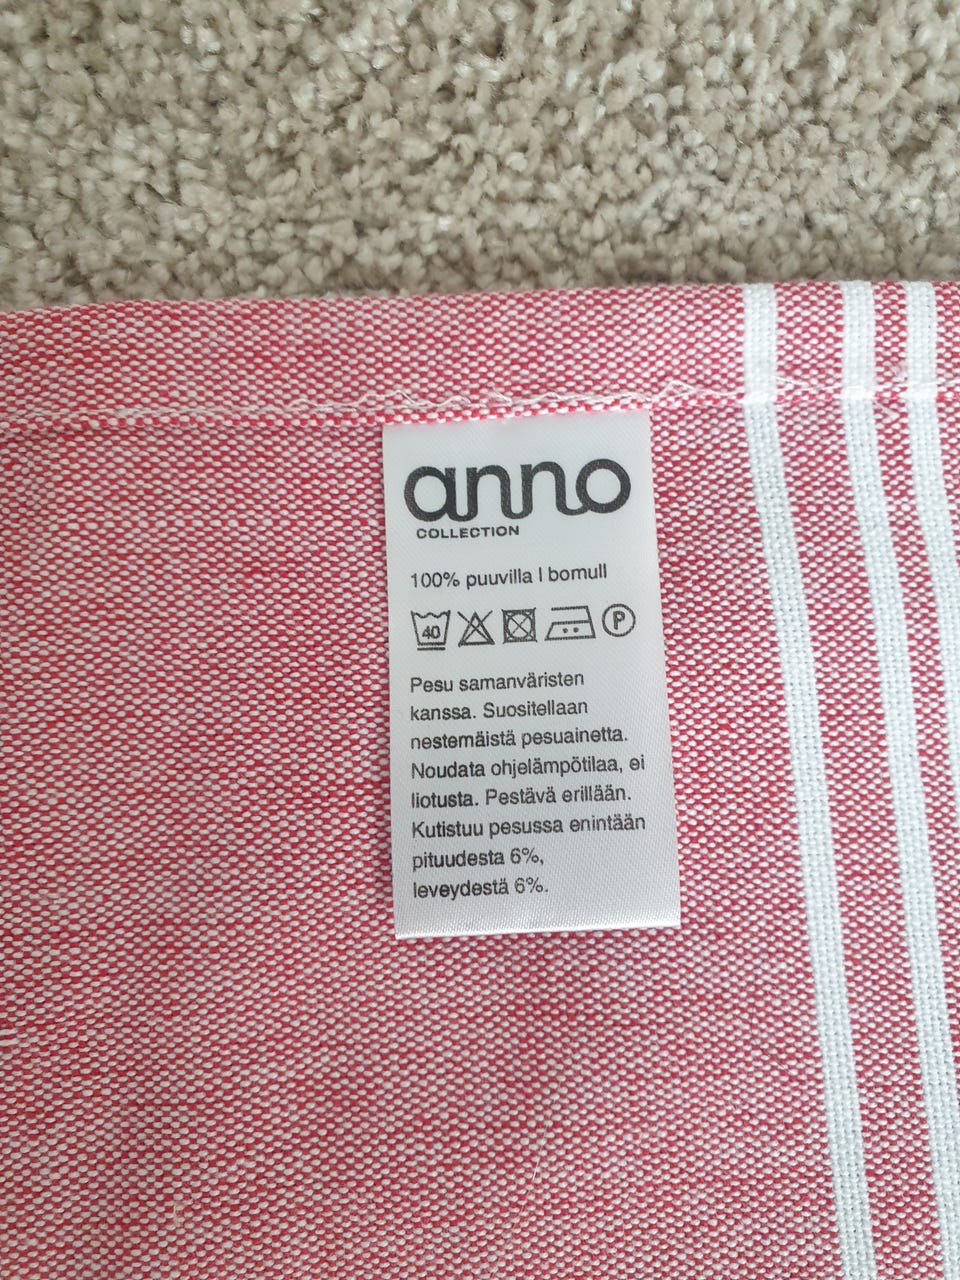 anno
COLLECTION
100% puuvilla | bomull
40 P
Pesu samanväristen
kanssa. Suositellaan
nestemäistä pesuainetta.
Noudata ohjelämpötilaa, ei
liotusta. Pestävä erillään.
Kutistuu pesussa enintään
pituudesta 6%,
leveydestä 6%.